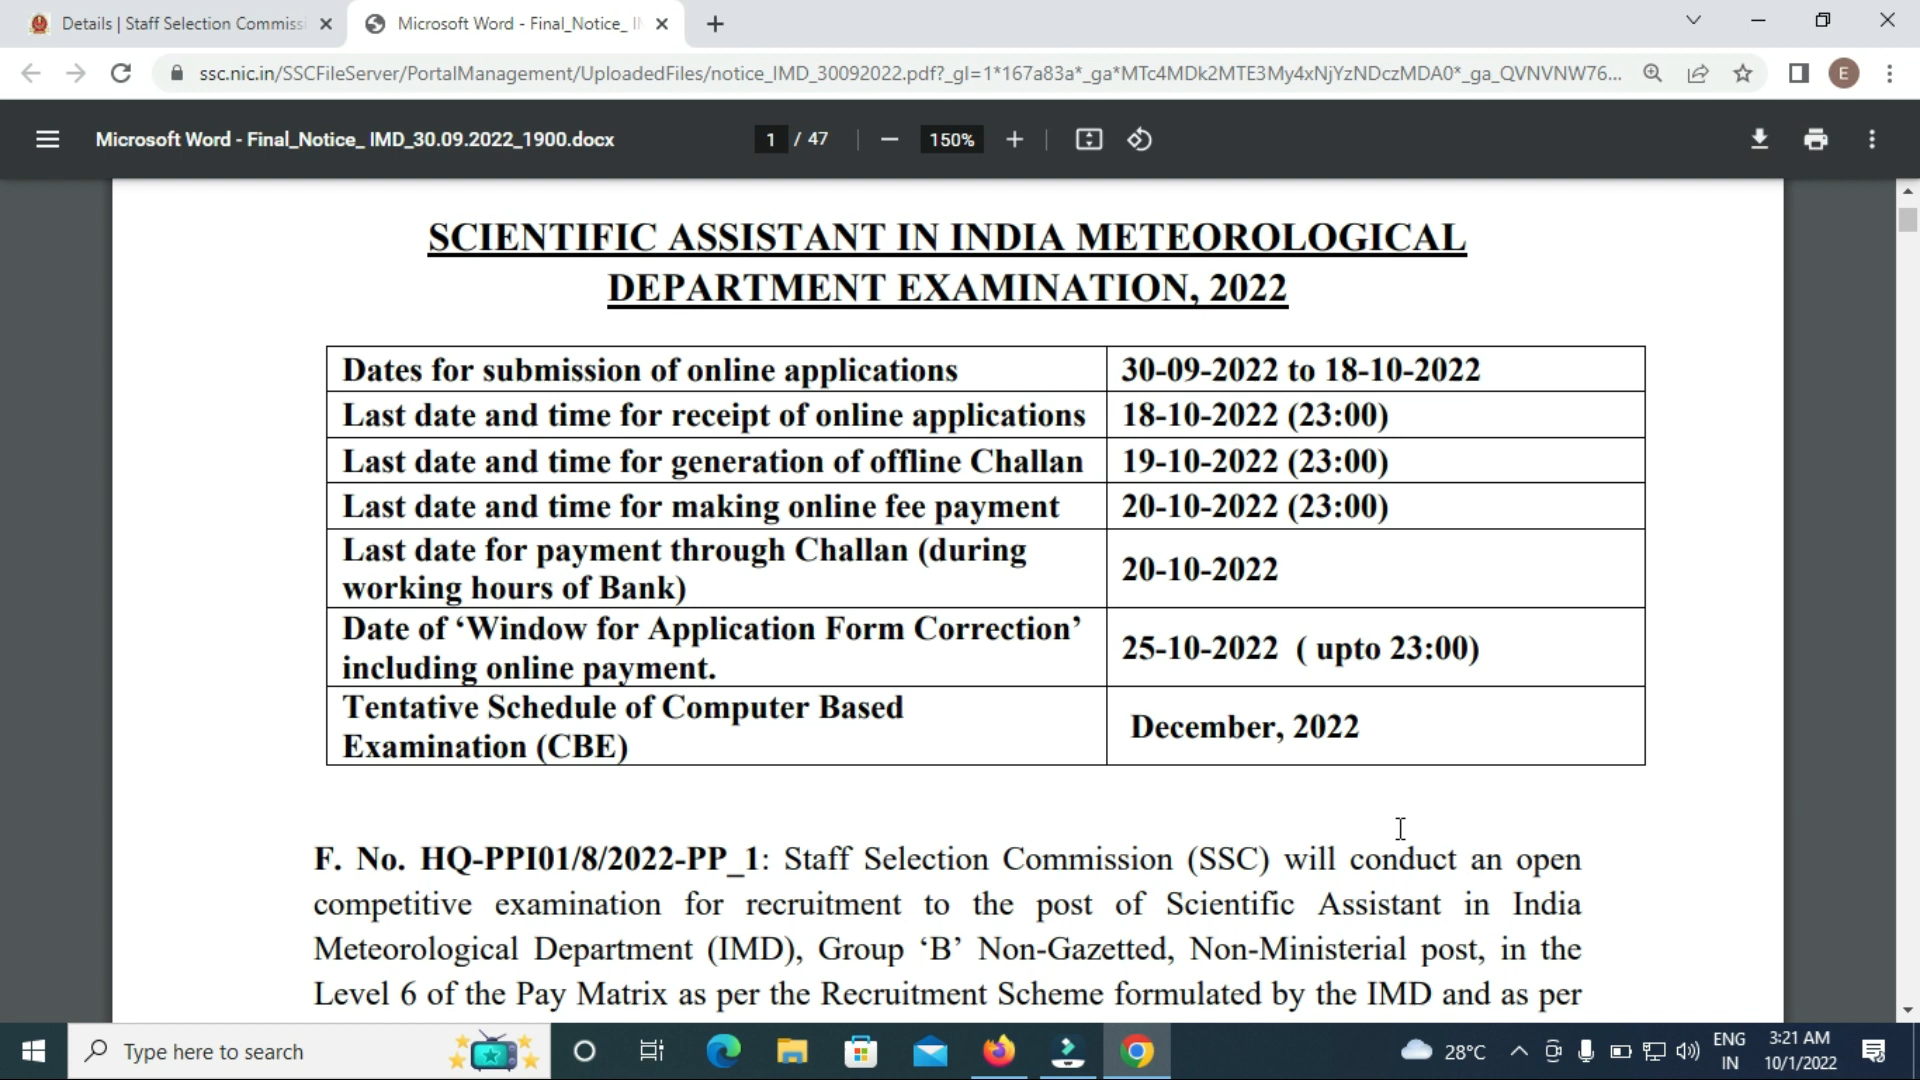 Details | Staff Selection Commiss
Microsoft Word - Final_Notice_ IN
ssc.nic.in/SSCFileServer/PortalManagement/UploadedFiles/notice_IMD_30092022.pdf?_gl=1*167a83a*_ga*MTc4MDk2MTE3My4xNjYzNDczMDA0*_ga_QVNVNW76...
E
Microsoft Word - Final_Notice_ IMD_30.09.2022_1900.docx
1 / 47
150%
SCIENTIFIC ASSISTANT IN INDIA METEOROLOGICAL
DEPARTMENT EXAMINATION, 2022
Dates for submission of online applications 30-09-2022 to 18-10-2022
Last date and time for receipt of online applications 18-10-2022 (23:00)
Last date and time for generation of offline Challan 19-10-2022 (23:00)
Last date and time for making online fee payment 20-10-2022 (23:00)
Last date for payment through Challan (during
working hours of Bank) 20-10-2022
Date of ‘Window for Application Form Correction’
including online payment. 25-10-2022 ( upto 23:00)
Tentative Schedule of Computer Based
Examination (CBE) December, 2022
F. No. HQ-PPI01/8/2022-PP_1: Staff Selection Commission (SSC) will conduct an open
competitive examination for recruitment to the post of Scientific Assistant in India
Meteorological Department (IMD), Group ‘B’ Non-Gazetted, Non-Ministerial post, in the
Level 6 of the Pay Matrix as per the Recruitment Scheme formulated by the IMD and as per
Type here to search
28°C
ENG
IN
3:21 AM
10/1/2022